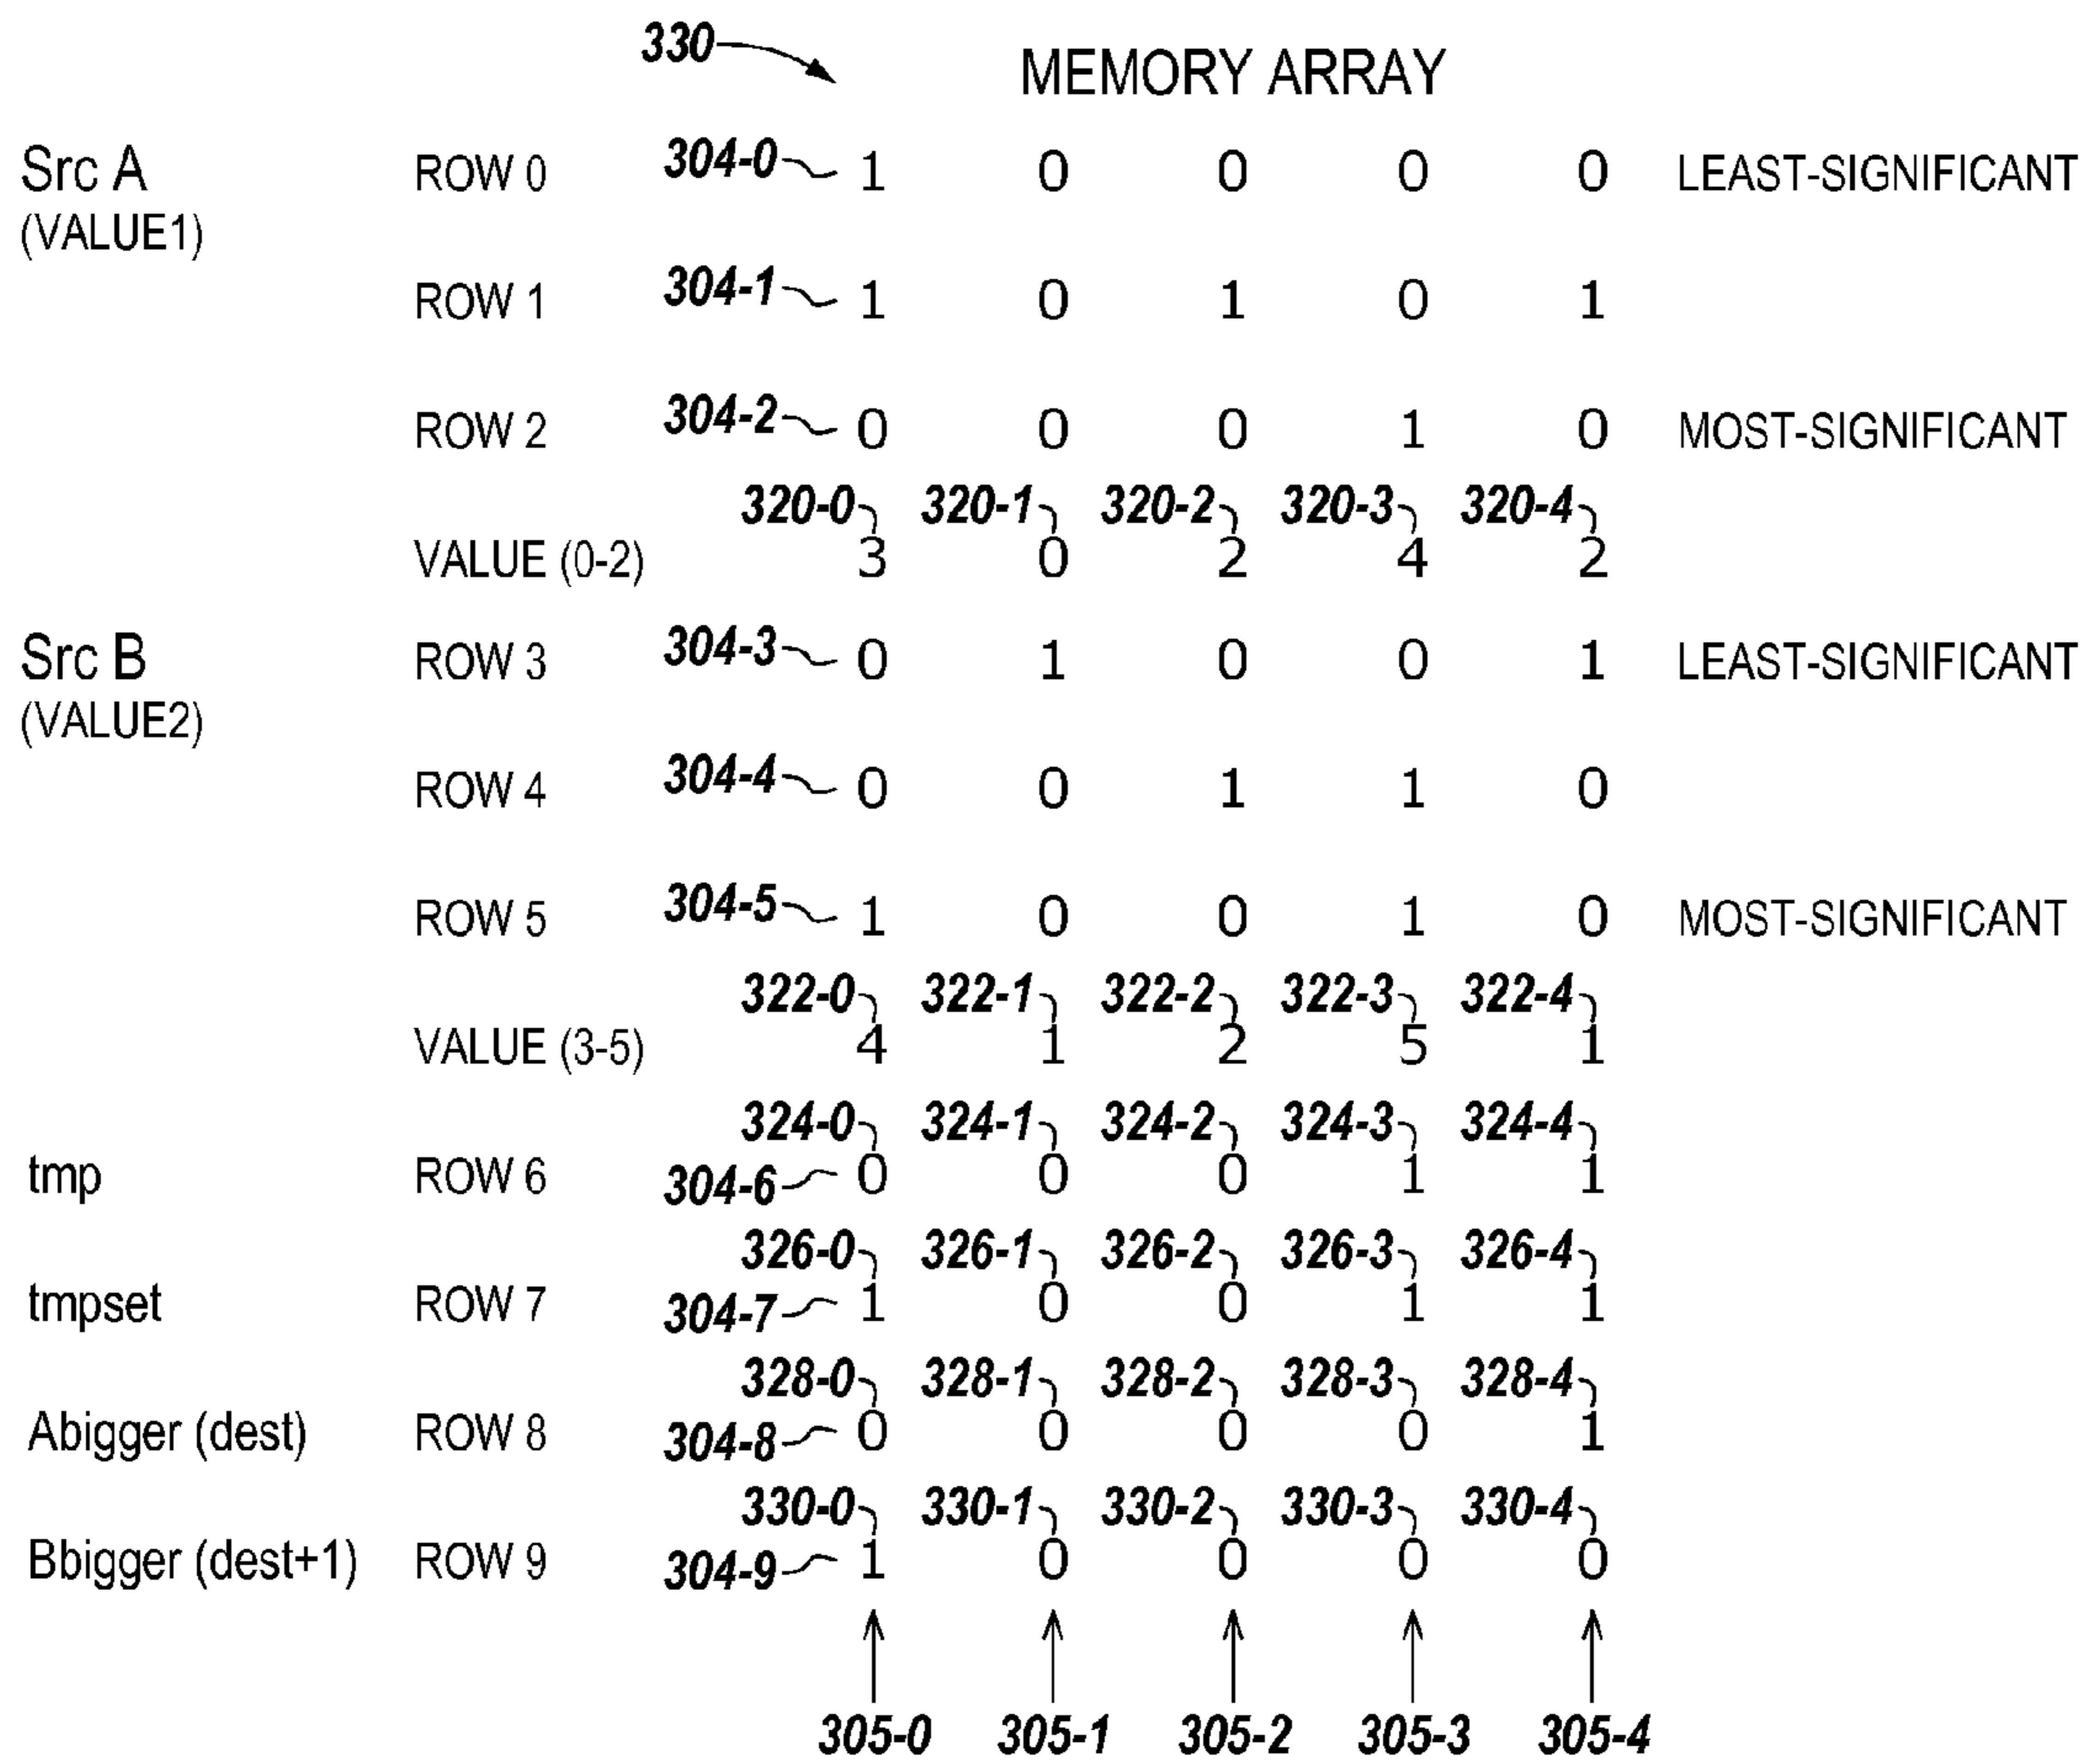 330 MEMORY ARRAY
Src A ROW 0 304-0 1 0 0 0 0 LEAST-SIGNIFICANT
(VALUE1)
ROW 1 304-1 1 0 1 0 1
ROW 2 304-2 0 0 0 1 0 MOST-SIGNIFICANT
320-0 320-1 320-2 320-3 320-4
VALUE (0-2) 3 0 2 4 2
Src B ROW 3 304-3 0 1 0 0 1 LEAST-SIGNIFICANT
(VALUE2)
ROW 4 304-4 0 0 1 1 0
ROW 5 304-5 1 0 0 1 0 MOST-SIGNIFICANT
322-0 322-1 322-2 322-3 322-4
VALUE (3-5) 4 1 2 5 1
324-0 324-1 324-2 324-3 324-4
tmp ROW 6 304-6 0 0 0 1 1
326-0 326-1 326-2 326-3 326-4
tmpset ROW 7 304-7 1 0 0 1 1
328-0 328-1 328-2 328-3 328-4
Abigger (dest) ROW 8 304-8 0 0 0 0 1
330-0 330-1 330-2 330-3 330-4
Bbigger (dest+1) ROW 9 304-9 1 0 0 0 0
305-0 305-1 305-2 305-3 305-4